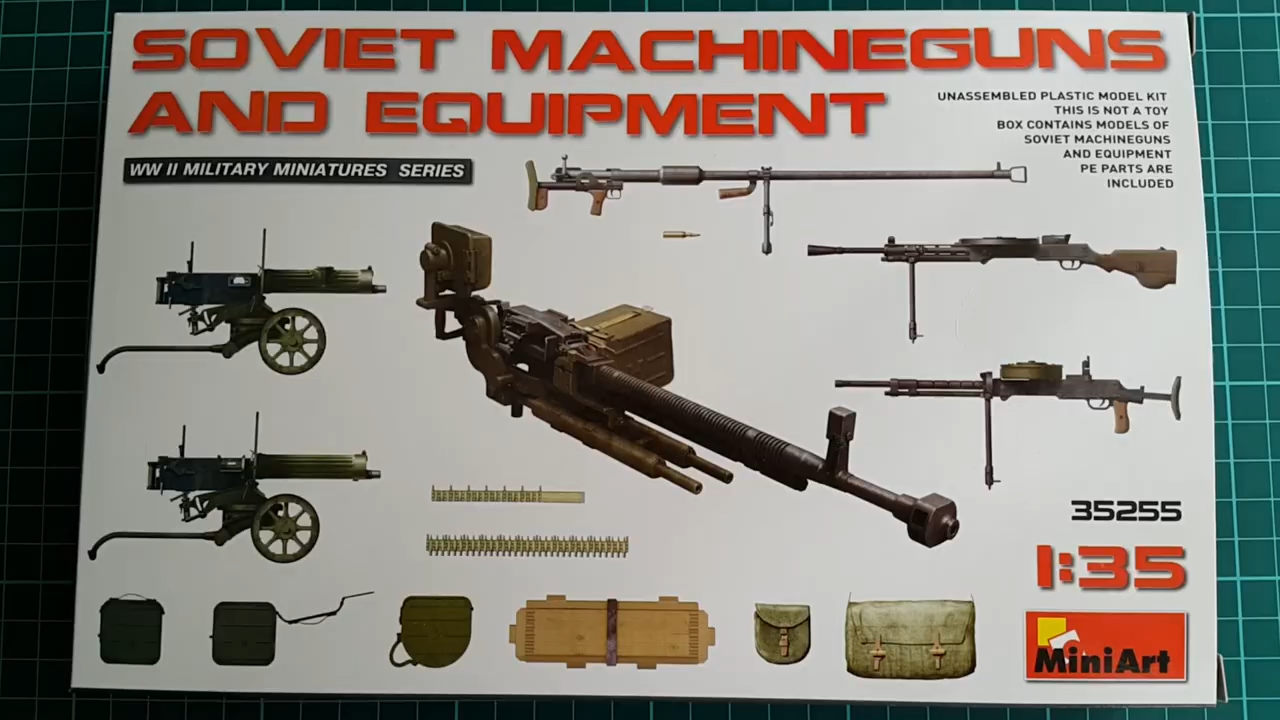 SOVIET MACHINEGUNS
AND EQUIPMENT
UNASSEMBLED PLASTIC MODEL KIT
THIS IS NOT A TOY
BOX CONTAINS MODELS OF
SOVIET MACHINEGUNS
AND EQUIPMENT
PE PARTS ARE
INCLUDED
WW II MILITARY MINIATURES SERIES
35255
1:35
MiniArt